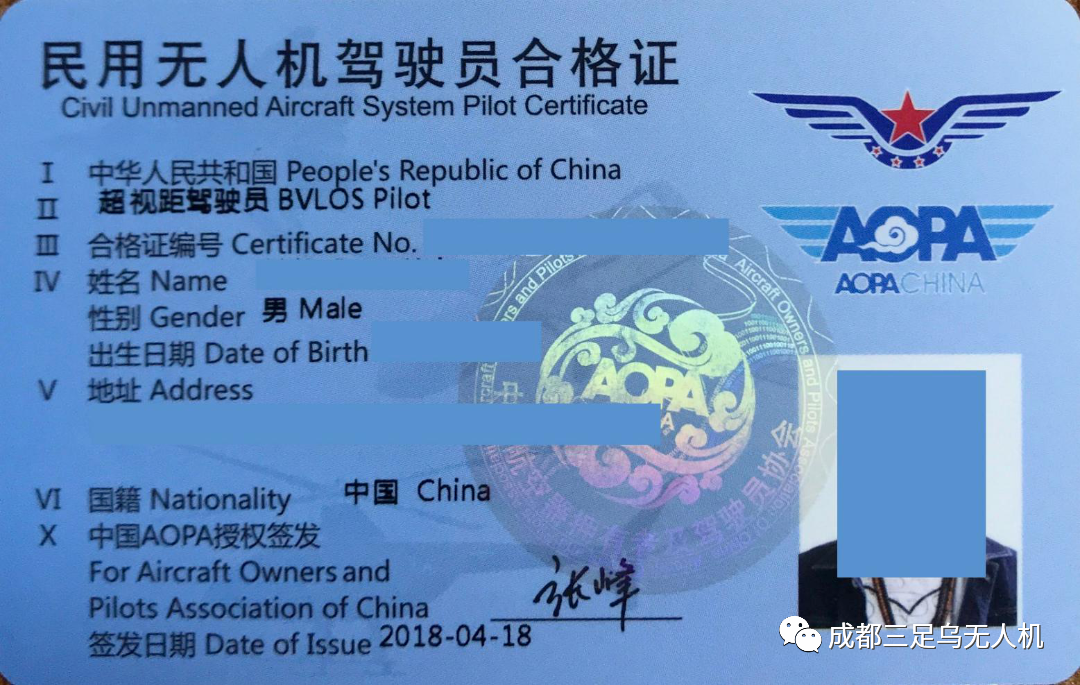 民用无人机驾驶员合格证
Civil Unmanned Aircraft System Pilot Certificate
I 中华人民共和国 People's Republic of China
II 超视距驾驶员 BVLOS Pilot
III 合格证编号 Certificate No.
IV 姓名 Name
性别 Gender 男 Male
出生日期 Date of Birth
V 地址 Address
VI 国籍 Nationality 中国 China
X 中国AOPA授权签发
For Aircraft Owners and
Pilots Association of China
张峰
签发日期 Date of Issue 2018-04-18
AOPA
AOPA CHINA
AOPA
Aircraft Owners and Pilots
成都三足乌无人机